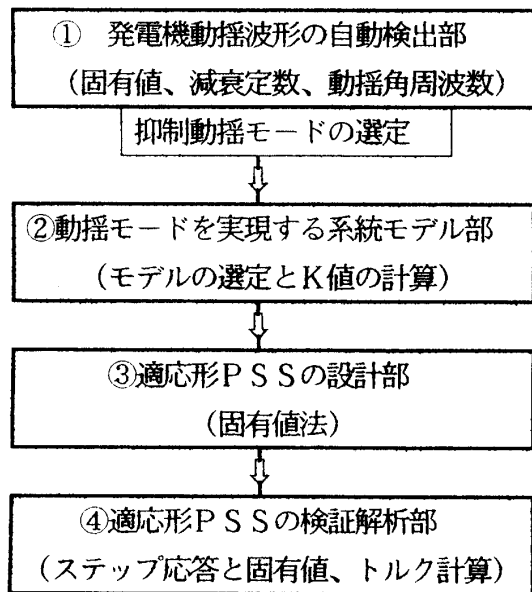 ① 発電機動揺波形の自動検出部
(固有値、減衰定数、動揺角周波数)
抑制動揺モードの選定
②動揺モードを実現する系統モデル部
(モデルの選定とK値の計算)
③適応形PSSの設計部
(固有値法)
④適応形PSSの検証解析部
(ステップ応答と固有値、トルク計算)